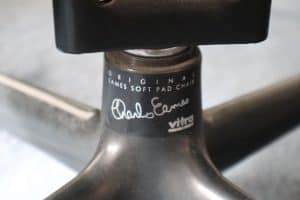 ORIGINAL
EAMES SOFT PAD CHAIR
Charles Eames
vitra